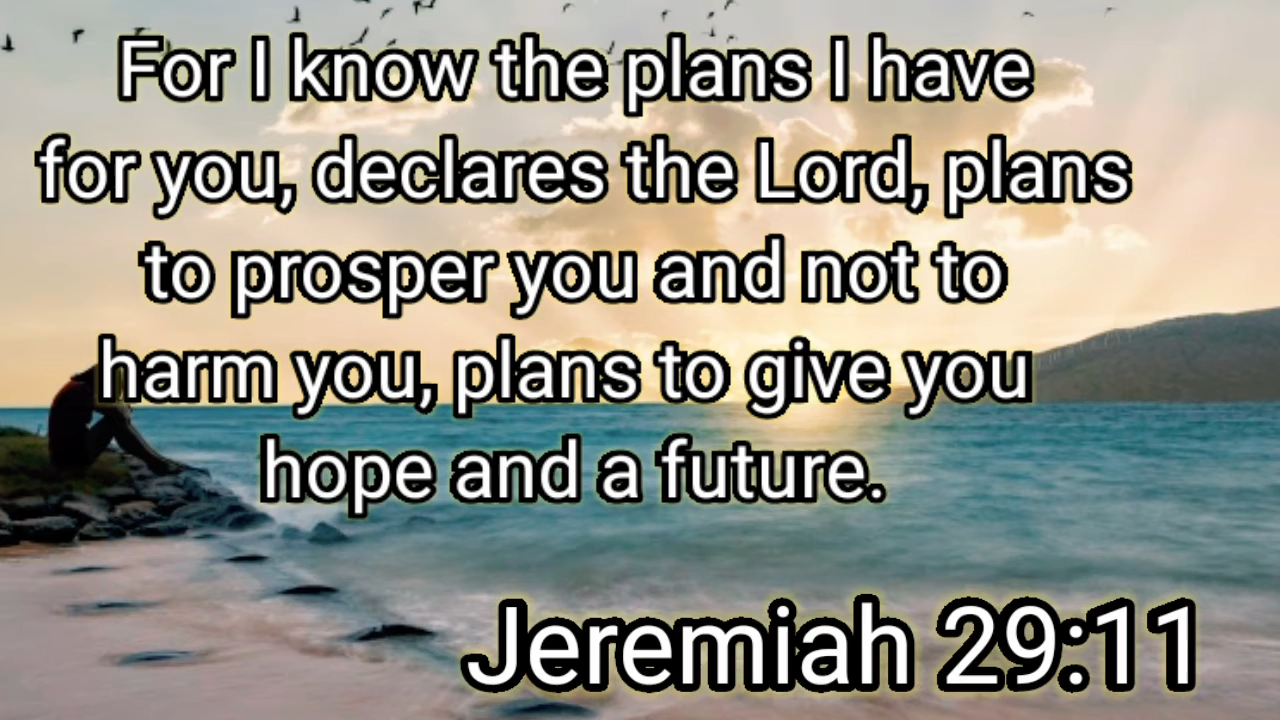 For I know the plans I have
for you, declares the Lord, plans
to prosper you and not to
harm you, plans to give you
hope and a future.
Jeremiah 29:11